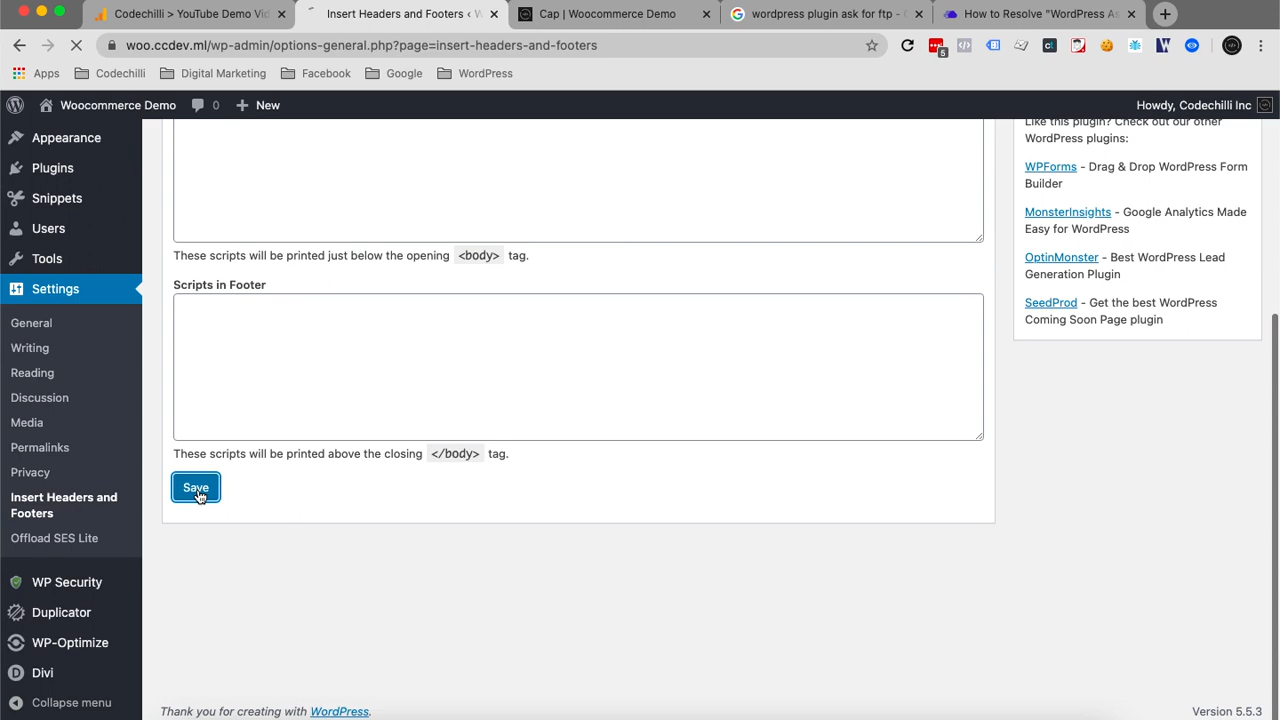 Codechilli > YouTube Demo Vid
Insert Headers and Footers ‹ W
Cap | Woocommerce Demo
wordpress plugin ask for ftp -
How to Resolve "WordPress As
woo.ccdev.ml/wp-admin/options-general.php?page=insert-headers-and-footers
5
Apps
Codechilli
Digital Marketing
Facebook
Google
WordPress
Woocommerce Demo
0
New
Howdy, Codechilli Inc
Appearance
Plugins
Snippets
Users
Tools
Settings
General
Writing
Reading
Discussion
Media
Permalinks
Privacy
Insert Headers and
Footers
Offload SES Lite
WP Security
Duplicator
WP-Optimize
Divi
Collapse menu
These scripts will be printed just below the opening <body> tag.
Scripts in Footer
These scripts will be printed above the closing </body> tag.
Save
Like this plugin? Check out our other
WordPress plugins:
WPForms - Drag & Drop WordPress Form
Builder
MonsterInsights - Google Analytics Made
Easy for WordPress
OptinMonster - Best WordPress Lead
Generation Plugin
SeedProd - Get the best WordPress
Coming Soon Page plugin
Thank you for creating with WordPress.
Version 5.5.3